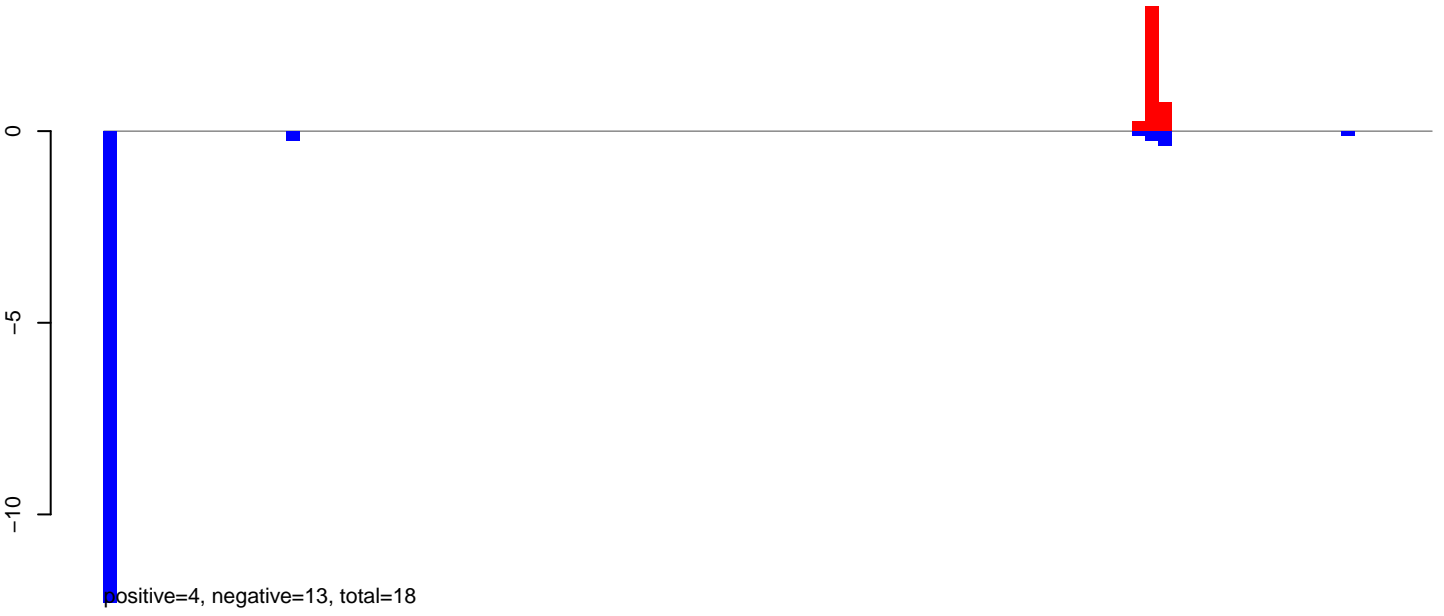 0
−5
−10
positive=4, negative=13, total=18